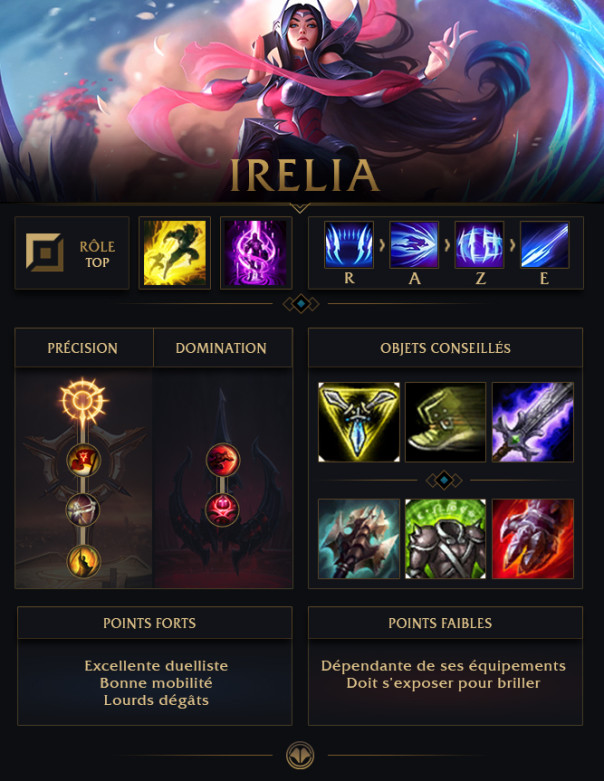 IRELIA
RÔLE
TOP
R
A
Z
E
PRÉCISION
DOMINATION
OBJETS CONSEILLÉS
POINTS FORTS
Excellente duelliste
Bonne mobilité
Lourds dégâts
POINTS FAIBLES
Dépendante de ses équipements
Doit s'exposer pour briller